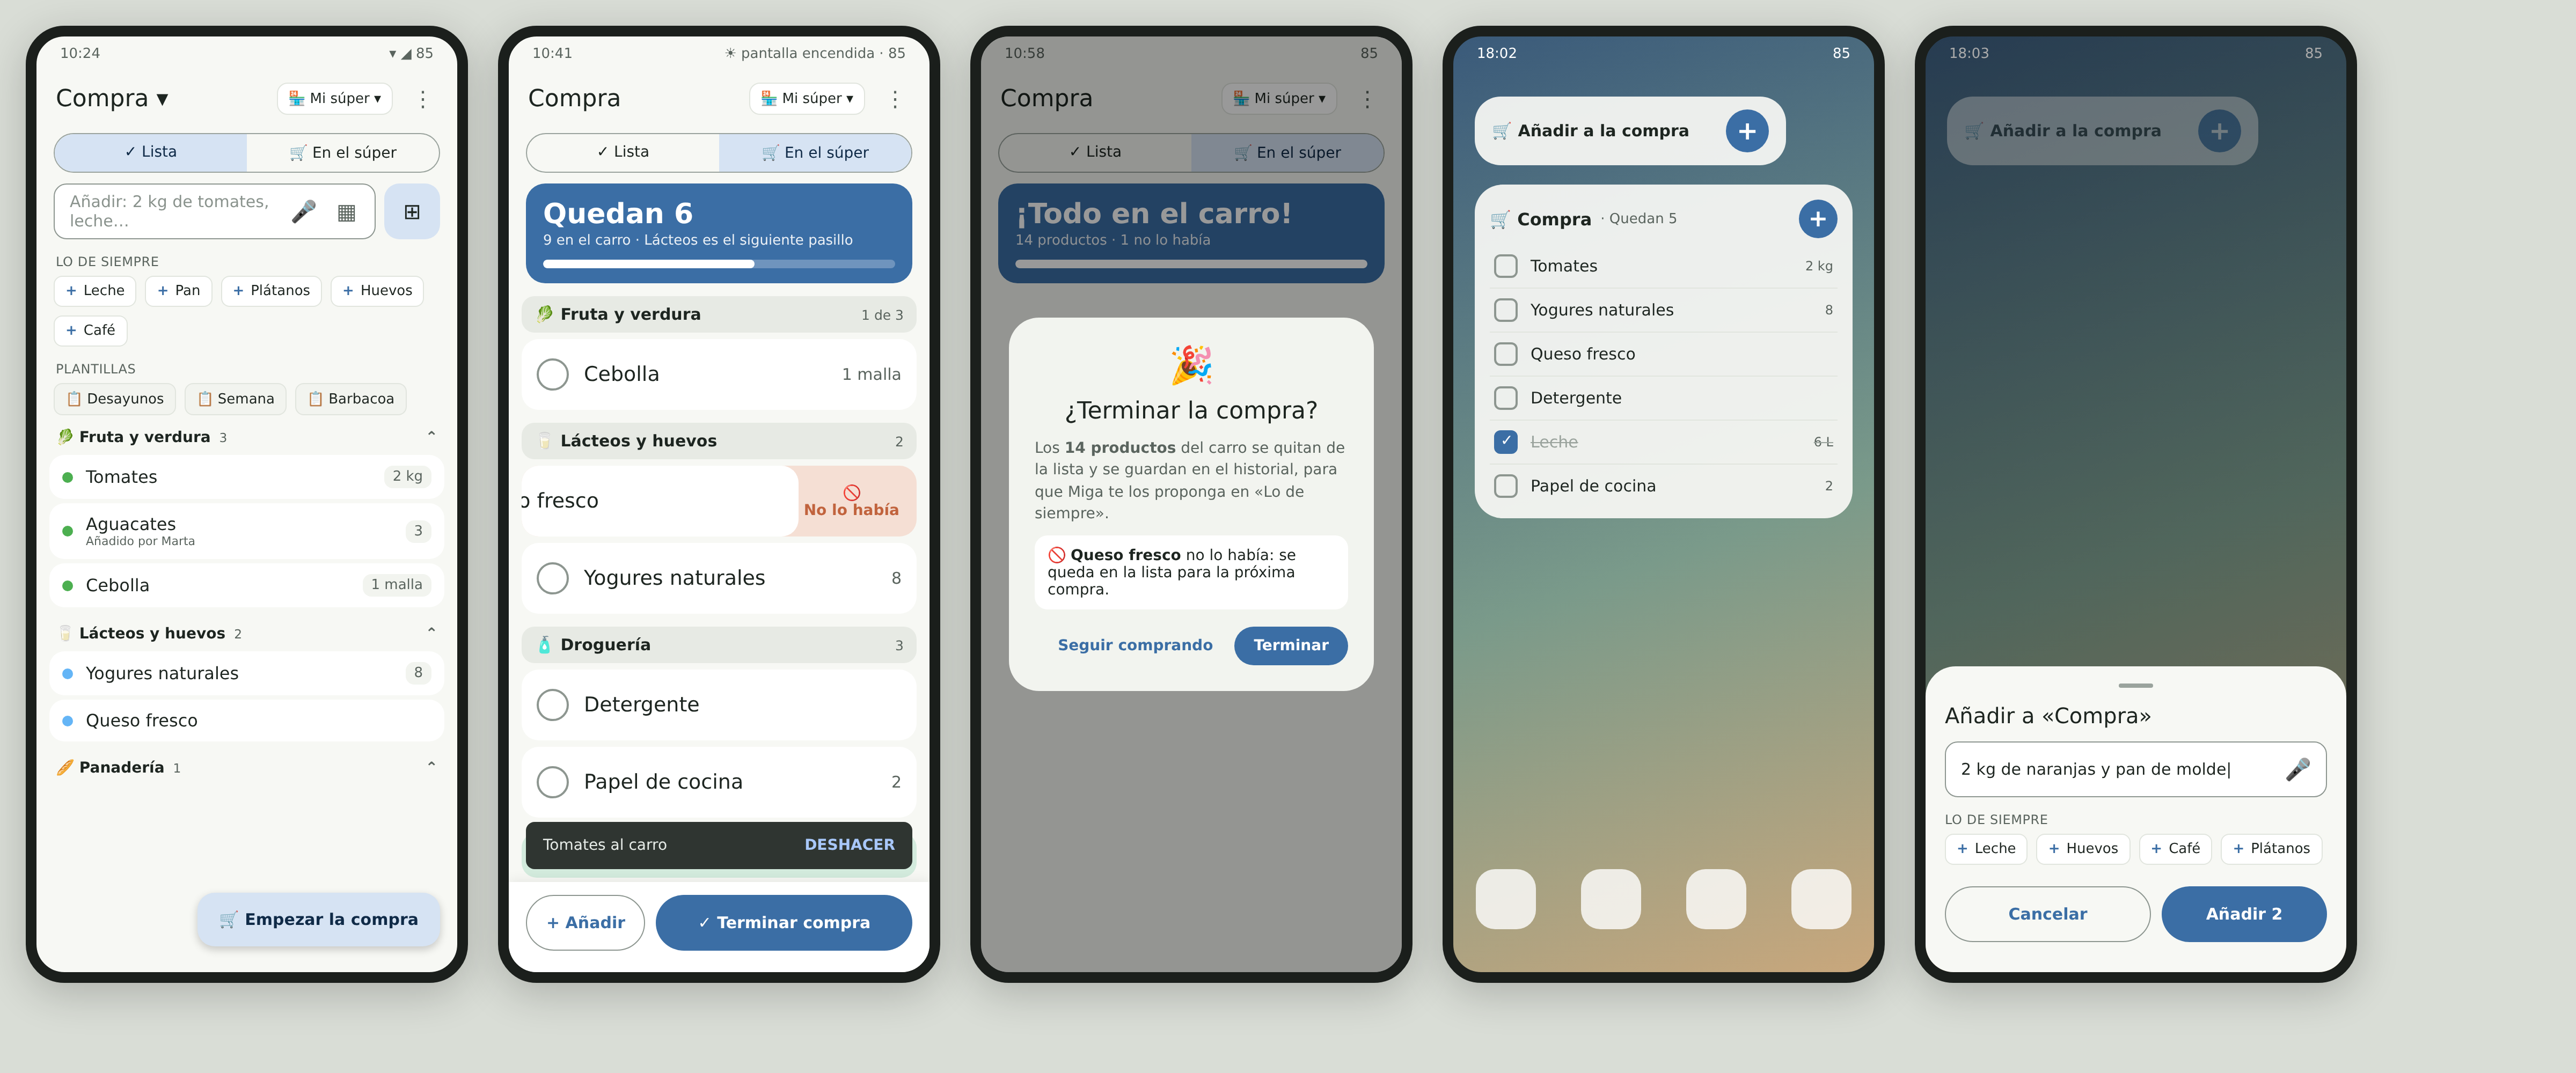 10:24
85
Compra ▾
🏪 Mi súper ▾
⋮
✓ Lista
🛒 En el súper
Añadir: 2 kg de tomates,
leche…
LO DE SIEMPRE
+ Leche
+ Pan
+ Plátanos
+ Huevos
+ Café
PLANTILLAS
📋 Desayunos
📋 Semana
📋 Barbacoa
🥬 Fruta y verdura 3
Tomates
2 kg
Aguacates
Añadido por Marta
3
Cebolla
1 malla
🥛 Lácteos y huevos 2
Yogures naturales
8
Queso fresco
🥖 Panadería 1
🛒 Empezar la compra
10:41
☀ pantalla encendida · 85
Compra
🏪 Mi súper ▾
⋮
✓ Lista
🛒 En el súper
Quedan 6
9 en el carro · Lácteos es el siguiente pasillo
🥬 Fruta y verdura
1 de 3
Cebolla
1 malla
🥛 Lácteos y huevos
2
o fresco
🚫
No lo había
Yogures naturales
8
🧴 Droguería
3
Detergente
Papel de cocina
2
Tomates al carro
DESHACER
+ Añadir
✓ Terminar compra
10:58
85
Compra
🏪 Mi súper ▾
⋮
✓ Lista
🛒 En el súper
¡Todo en el carro!
14 productos · 1 no lo había
🎉
¿Terminar la compra?
Los 14 productos del carro se quitan de
la lista y se guardan en el historial, para
que Miga te los proponga en «Lo de
siempre».
🚫 Queso fresco no lo había: se
queda en la lista para la próxima
compra.
Seguir comprando
Terminar
18:02
85
🛒 Añadir a la compra
+
🛒 Compra · Quedan 5
+
Tomates
2 kg
Yogures naturales
8
Queso fresco
Detergente
✓ Leche
6 L
Papel de cocina
2
18:03
85
🛒 Añadir a la compra
+
Añadir a «Compra»
2 kg de naranjas y pan de molde|
LO DE SIEMPRE
+ Leche
+ Huevos
+ Café
+ Plátanos
Cancelar
Añadir 2